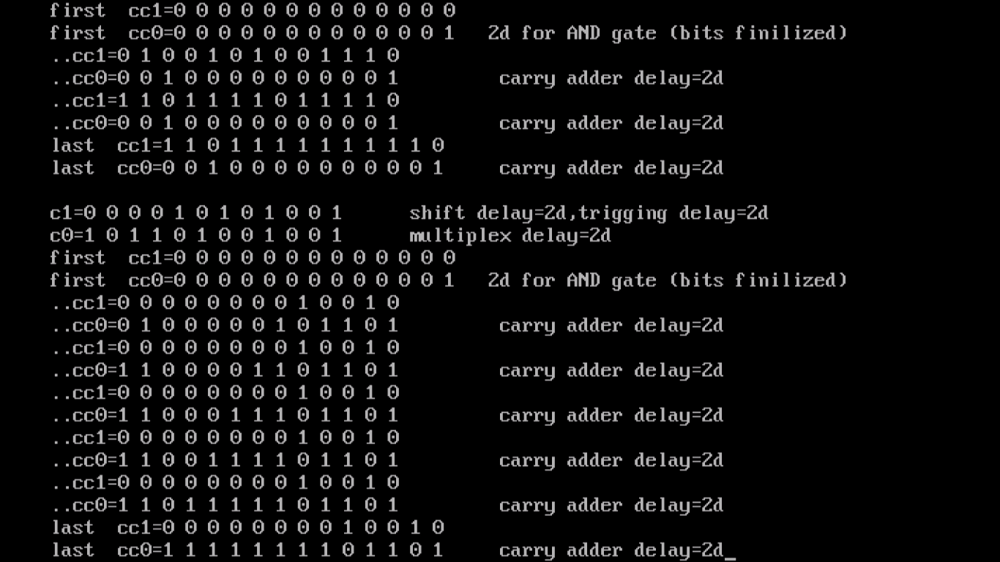 first  cc1=0 0 0 0 0 0 0 0 0 0 0 0 0
first  cc0=0 0 0 0 0 0 0 0 0 0 0 0 1   2d for AND gate (bits finilized)
..cc1=0 1 0 0 1 0 1 0 0 1 1 1 0
..cc0=0 0 1 0 0 0 0 0 0 0 0 0 1         carry adder delay=2d
..cc1=1 1 0 1 1 1 1 0 1 1 1 1 0
..cc0=0 0 1 0 0 0 0 0 0 0 0 0 1         carry adder delay=2d
last  cc1=1 1 0 1 1 1 1 1 1 1 1 1 0
last  cc0=0 0 1 0 0 0 0 0 0 0 0 0 1     carry adder delay=2d
c1=0 0 0 0 1 0 1 0 1 0 0 1      shift delay=2d,trigging delay=2d
c0=1 0 1 1 0 1 0 0 1 0 0 1      multiplex delay=2d
first  cc1=0 0 0 0 0 0 0 0 0 0 0 0 0
first  cc0=0 0 0 0 0 0 0 0 0 0 0 0 1   2d for AND gate (bits finilized)
..cc1=0 0 0 0 0 0 0 0 1 0 0 1 0
..cc0=0 1 0 0 0 0 0 1 0 1 1 0 1         carry adder delay=2d
..cc1=0 0 0 0 0 0 0 0 1 0 0 1 0
..cc0=1 1 0 0 0 0 1 1 0 1 1 0 1         carry adder delay=2d
..cc1=0 0 0 0 0 0 0 0 1 0 0 1 0
..cc0=1 1 0 0 0 1 1 1 0 1 1 0 1         carry adder delay=2d
..cc1=0 0 0 0 0 0 0 0 1 0 0 1 0
..cc0=1 1 0 0 1 1 1 1 0 1 1 0 1         carry adder delay=2d
..cc1=0 0 0 0 0 0 0 0 1 0 0 1 0
..cc0=1 1 0 1 1 1 1 1 0 1 1 0 1         carry adder delay=2d
last  cc1=0 0 0 0 0 0 0 0 1 0 0 1 0
last  cc0=1 1 1 1 1 1 1 1 0 1 1 0 1     carry adder delay=2d_